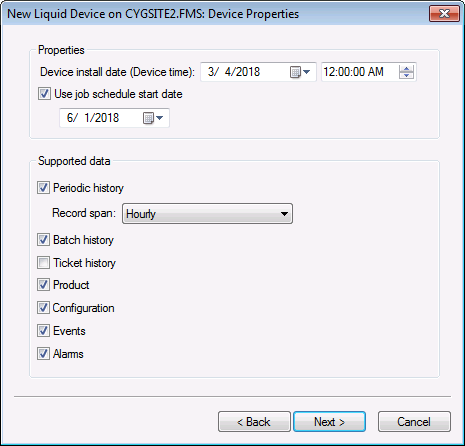 New Liquid Device on CYGSITE2.FMS: Device Properties
Properties
Device install date (Device time): 3/ 4/2018 12:00:00 AM
Use job schedule start date
6/ 1/2018
Supported data
Periodic history
Record span: Hourly
Batch history
Ticket history
Product
Configuration
Events
Alarms
< Back Next > Cancel